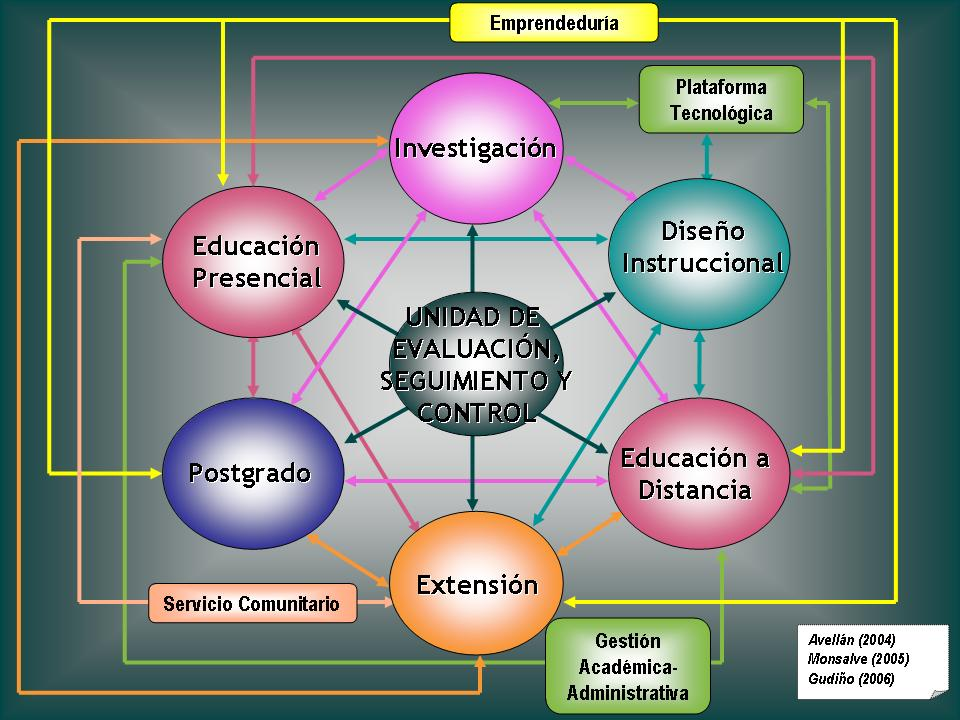 Emprendeduría
Plataforma
Tecnológica
Investigación
Educación
Presencial
Diseño
Instruccional
UNIDAD DE
EVALUACIÓN,
SEGUIMIENTO Y
CONTROL
Postgrado
Educación a
Distancia
Extensión
Servicio Comunitario
Gestión
Académica-
Administrativa
Avellán (2004)
Monsalve (2005)
Gudiño (2006)